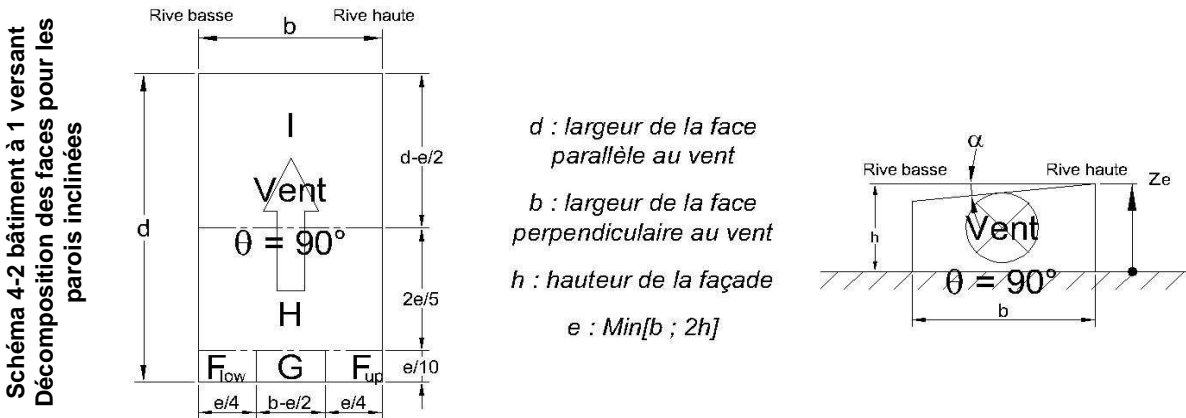 Schéma 4-2 bâtiment à 1 versant
Décomposition des faces pour les
parois inclinées
Rive basse
Rive haute
b
d
I
Vent
θ = 90°
H
F low
G
F up
d-e/2
2e/5
e/10
e/4
b-e/2
e/4
d : largeur de la face
parallèle au vent
b : largeur de la face
perpendiculaire au vent
h : hauteur de la façade
e : Min[b ; 2h]
α
Rive basse
Rive haute
Ze
h
Vent
θ = 90°
b